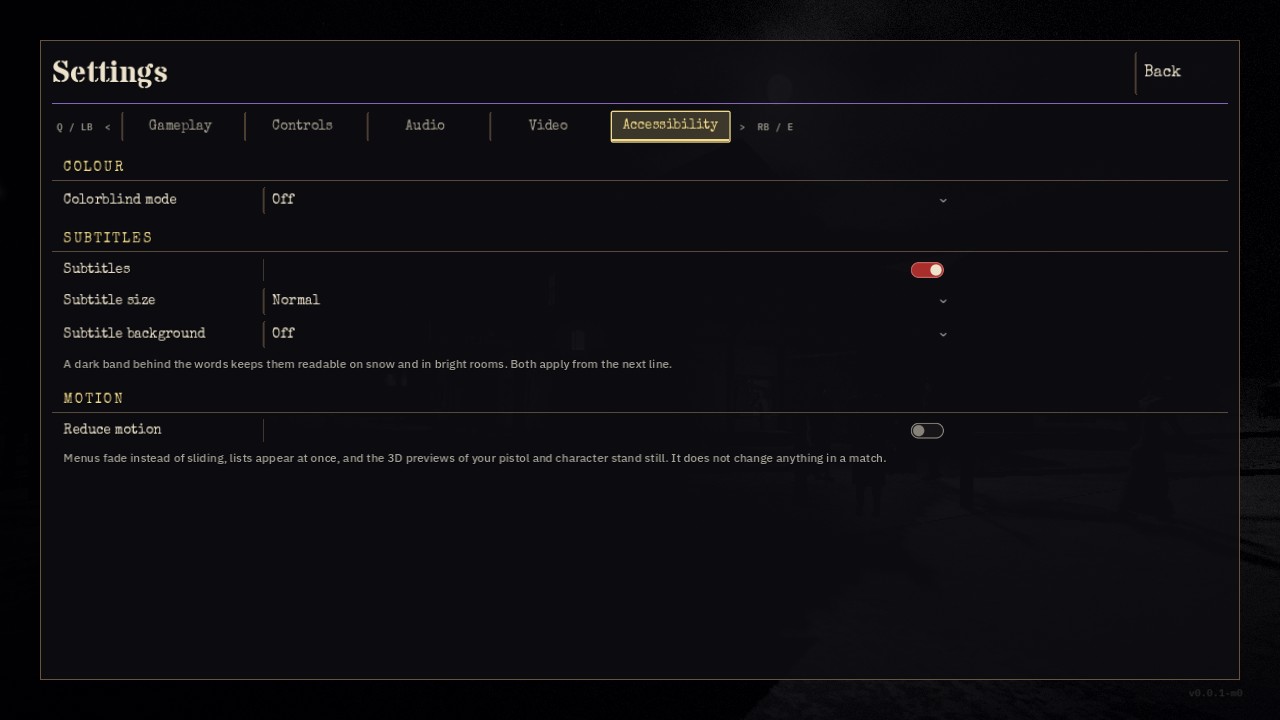 Settings
Back
Q / LB < Gameplay Controls Audio Video Accessibility > RB / E
COLOUR
Colorblind mode Off
SUBTITLES
Subtitles
Subtitle size Normal
Subtitle background Off
A dark band behind the words keeps them readable on snow and in bright rooms. Both apply from the next line.
MOTION
Reduce motion
Menus fade instead of sliding, lists appear at once, and the 3D previews of your pistol and character stand still. It does not change anything in a match.
v0.0.1-m0